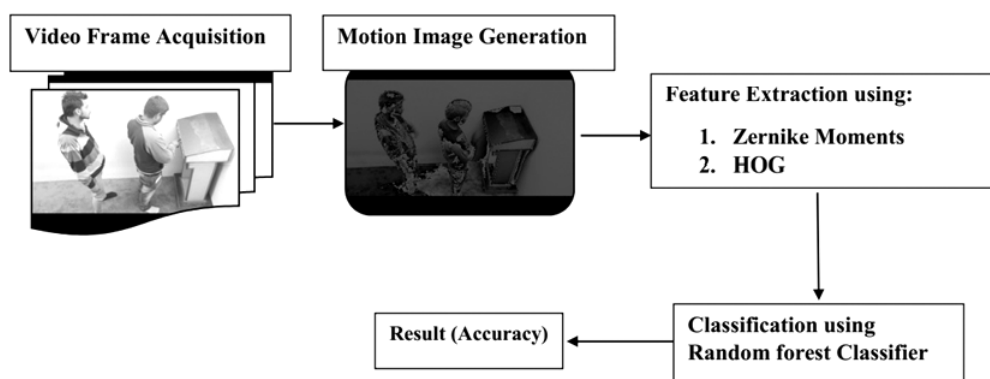 Video Frame Acquisition
Motion Image Generation
Feature Extraction using:
1. Zernike Moments
2. HOG
Classification using
Random forest Classifier
Result (Accuracy)